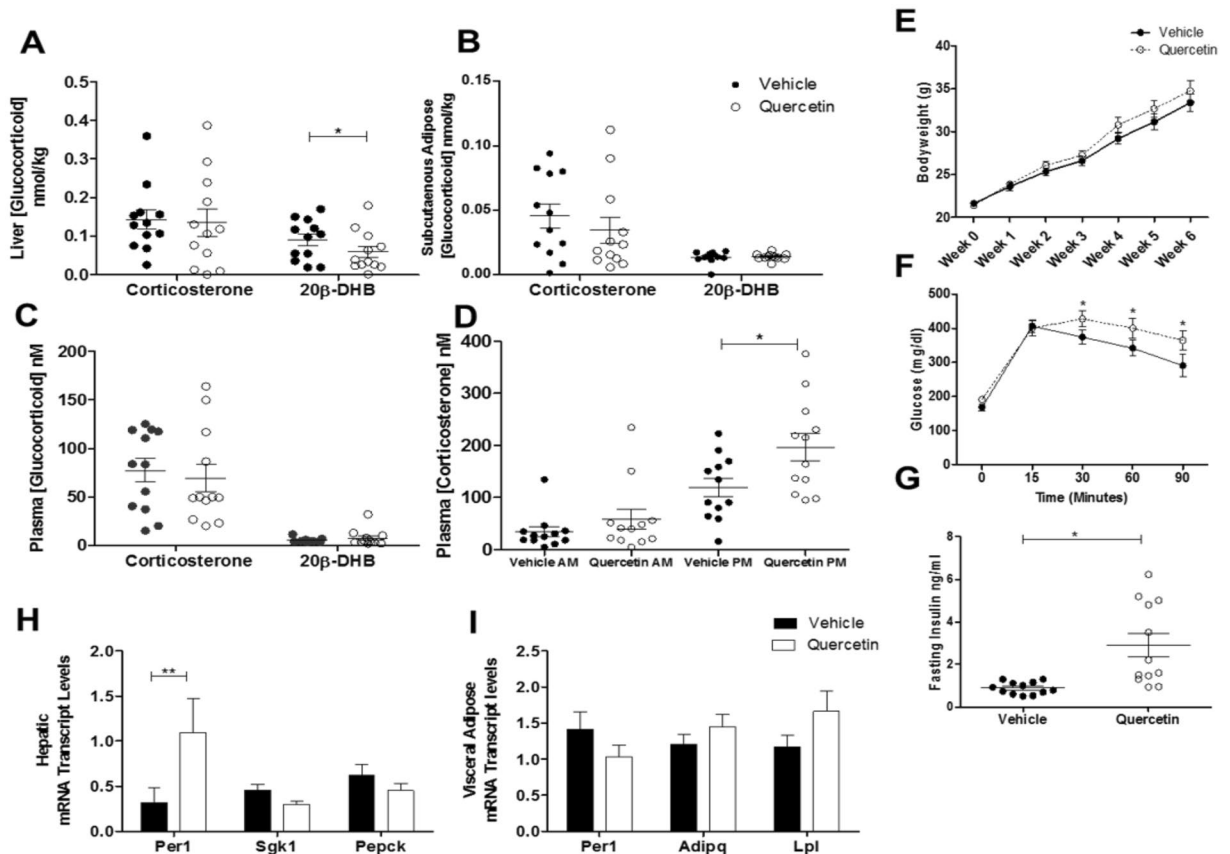 A
Liver [Glucocorticoid]
nmol/kg
0.5
0.4
0.3
0.2
0.1
0.0
*
Corticosterone
20β-DHB
B
Subcutaenous Adipose
[Glucocorticoid] nmol/kg
0.15
0.10
0.05
0.00
Vehicle
Quercetin
Corticosterone
20β-DHB
E
Vehicle
Quercetin
Bodyweight (g)
40
35
30
25
20
Week 0
Week 1
Week 2
Week 3
Week 4
Week 5
Week 6
C
Plasma [Glucocorticoid] nM
200
150
100
50
0
Corticosterone
20β-DHB
D
Plasma [Corticosterone] nM
400
300
200
100
0
*
Vehicle AM
Quercetin AM
Vehicle PM
Quercetin PM
F
Glucose (mg/dl)
500
400
300
200
100
0
* * *
0
15
30
60
90
Time (Minutes)
G
Fasting Insulin ng/ml
8
6
4
2
0
*
Vehicle
Quercetin
H
Hepatic
mRNA Transcript Levels
2.0
1.5
1.0
0.5
0.0
**
Per1
Sgk1
Pepck
I
Visceral Adipose
mRNA Transcript levels
2.5
2.0
1.5
1.0
0.5
0.0
Vehicle
Quercetin
Per1
Adipq
Lpl